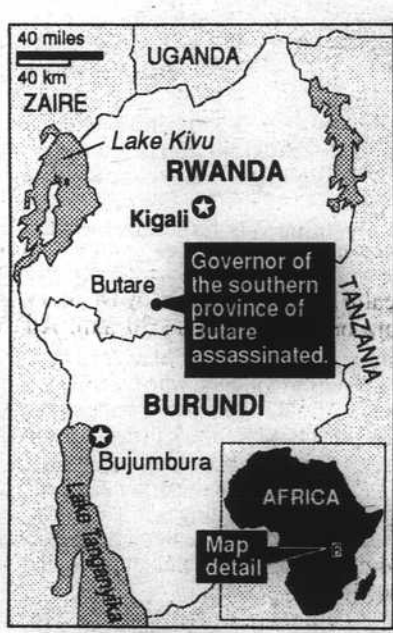 40 miles
40 km
UGANDA
ZAIRE
Lake Kivu
RWANDA
Kigali
Butare
Governor of
the southern
province of
Butare
assassinated.
TANZANIA
BURUNDI
Bujumbura
Lake Tanganyika
AFRICA
Map
detail